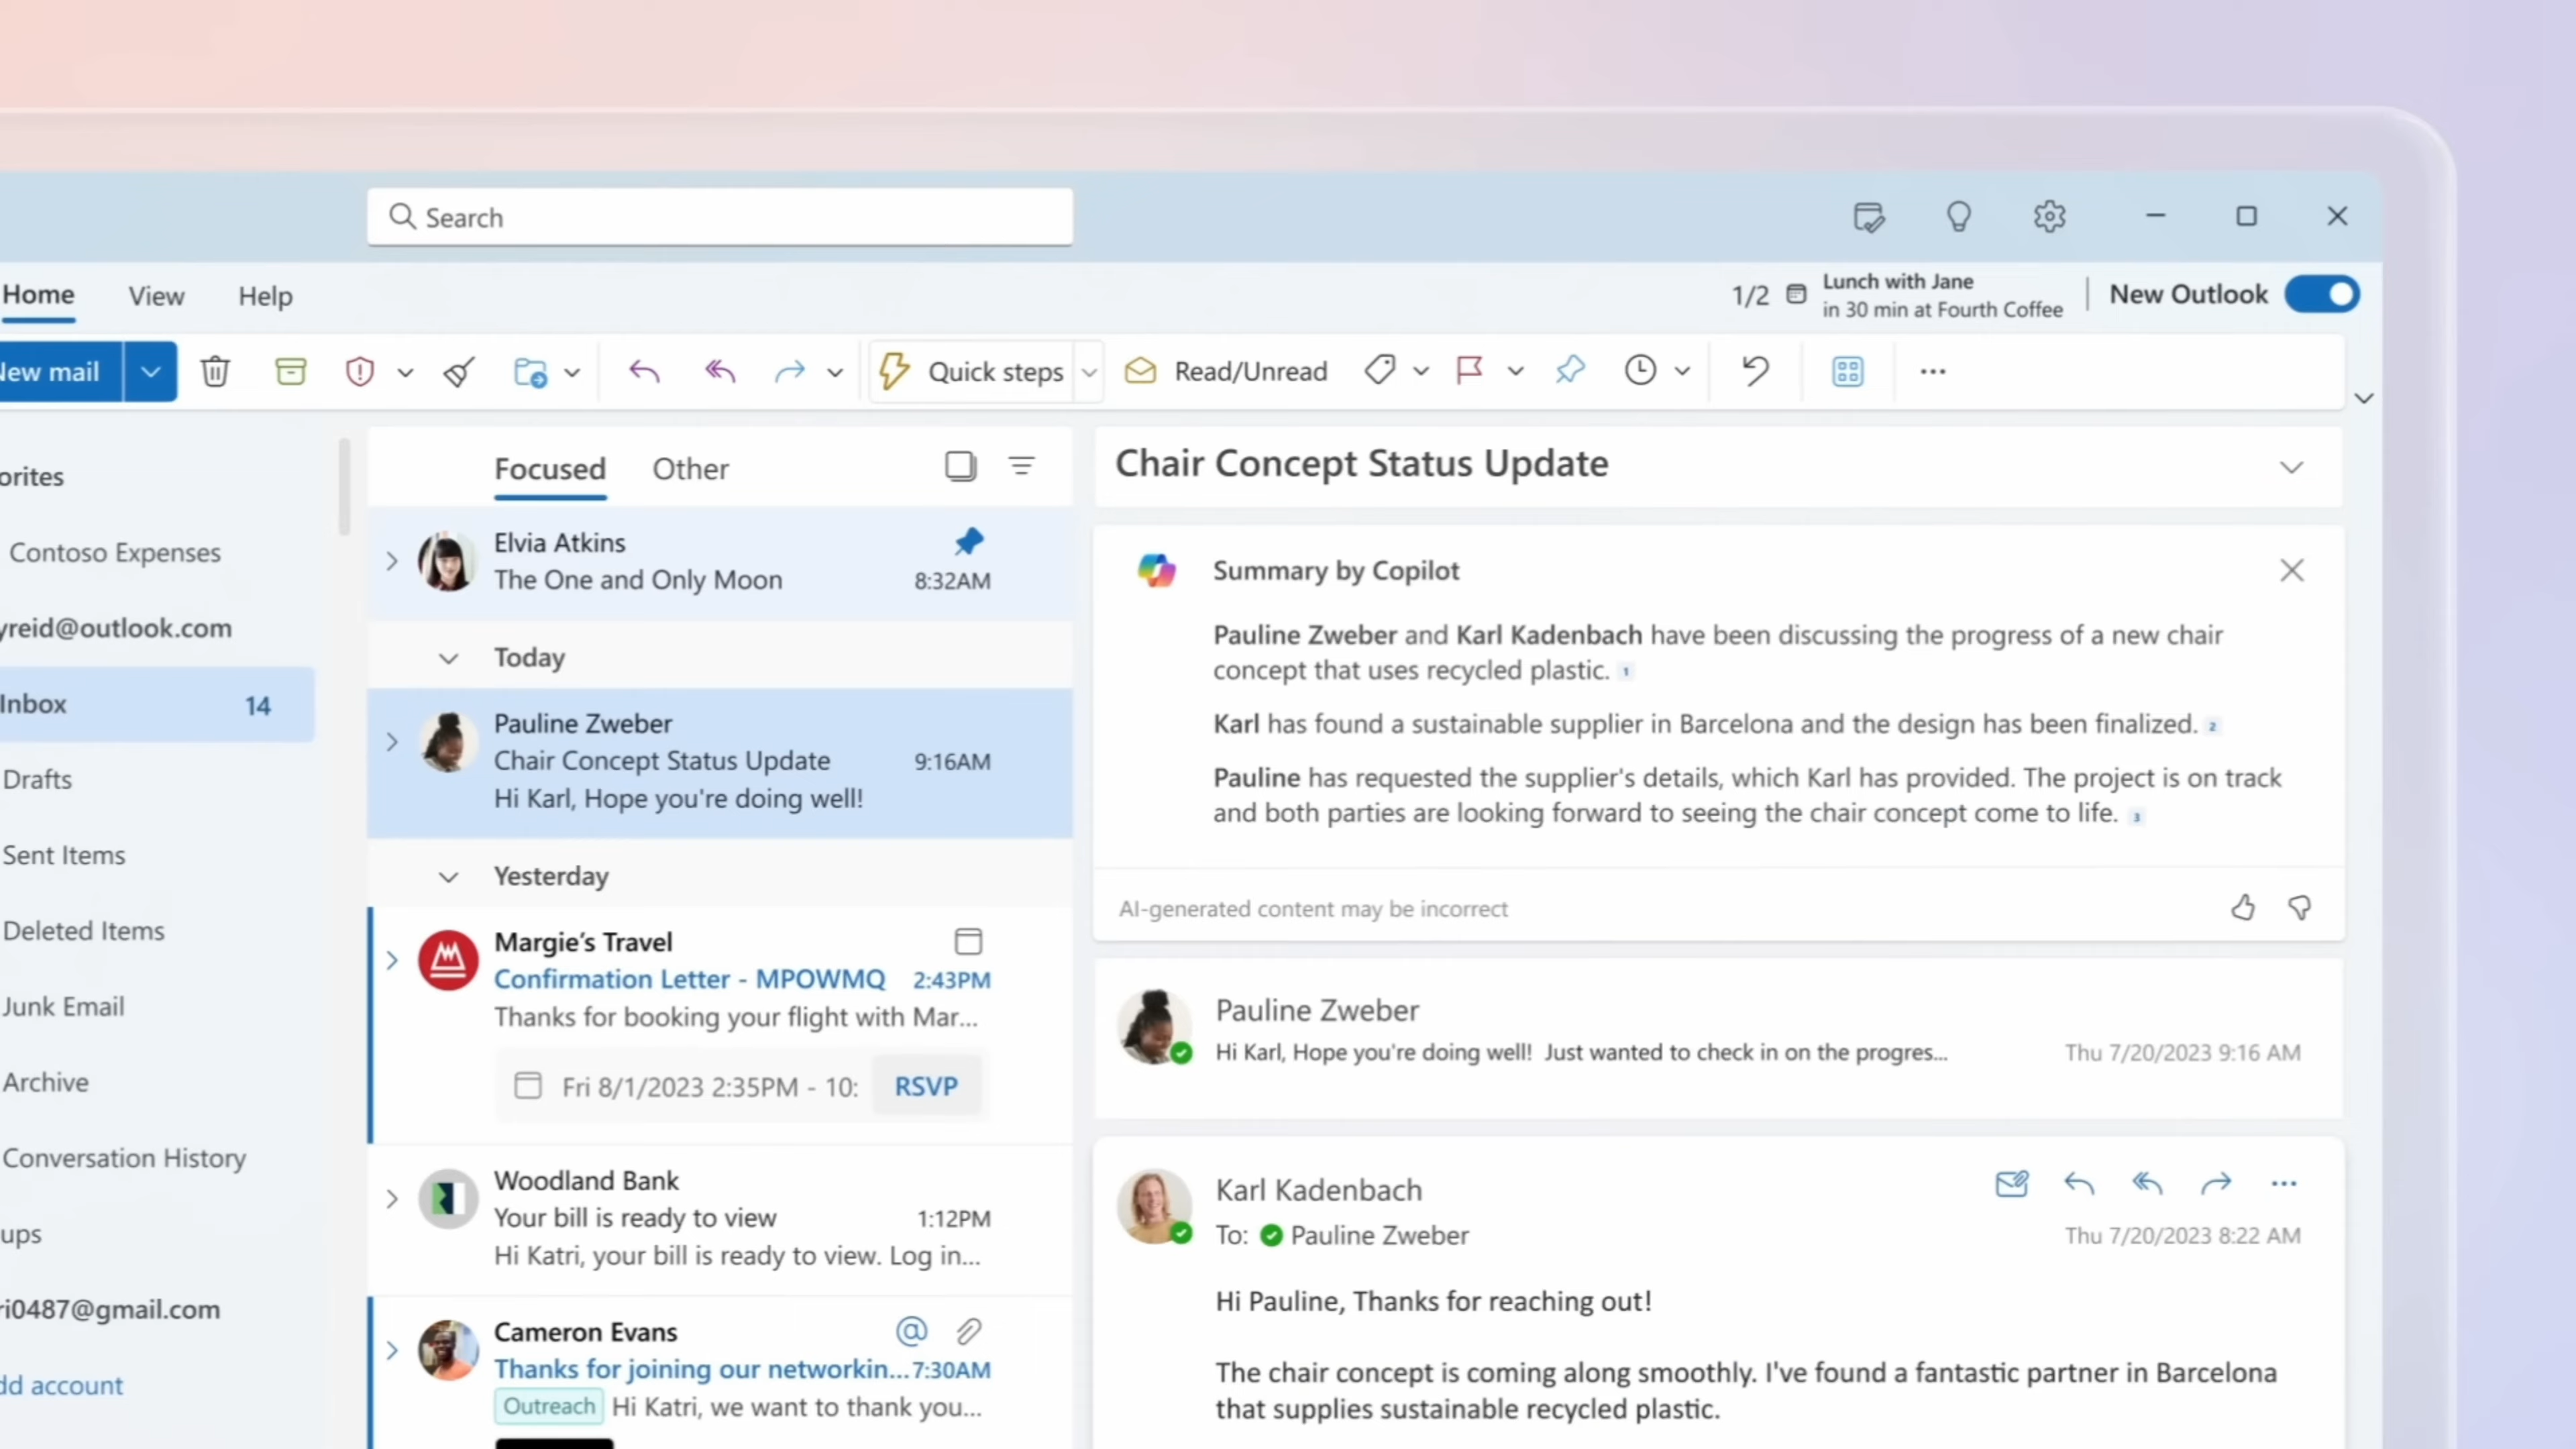 Search
Home View Help
1/2 Lunch with Jane
in 30 min at Fourth Coffee
New Outlook
New mail
Quick steps
Read/Unread
orites
Contoso Expenses
yreid@outlook.com
Inbox 14
Drafts
Sent Items
Deleted Items
Junk Email
Archive
Conversation History
ups
ri0487@gmail.com
dd account
Focused Other
Elvia Atkins
The One and Only Moon 8:32AM
Today
Pauline Zweber
Chair Concept Status Update 9:16AM
Hi Karl, Hope you're doing well!
Yesterday
Margie's Travel
Confirmation Letter - MPOWMQ 2:43PM
Thanks for booking your flight with Mar...
Fri 8/1/2023 2:35PM - 10: RSVP
Woodland Bank
Your bill is ready to view 1:12PM
Hi Katri, your bill is ready to view. Log in...
Cameron Evans
Thanks for joining our networkin... 7:30AM
Outreach Hi Katri, we want to thank you...
Chair Concept Status Update
Summary by Copilot
Pauline Zweber and Karl Kadenbach have been discussing the progress of a new chair
concept that uses recycled plastic. 1
Karl has found a sustainable supplier in Barcelona and the design has been finalized. 2
Pauline has requested the supplier's details, which Karl has provided. The project is on track
and both parties are looking forward to seeing the chair concept come to life. 3
AI-generated content may be incorrect
Pauline Zweber
Hi Karl, Hope you're doing well! Just wanted to check in on the progres... Thu 7/20/2023 9:16 AM
Karl Kadenbach
To: Pauline Zweber Thu 7/20/2023 8:22 AM
Hi Pauline, Thanks for reaching out!
The chair concept is coming along smoothly. I've found a fantastic partner in Barcelona
that supplies sustainable recycled plastic.